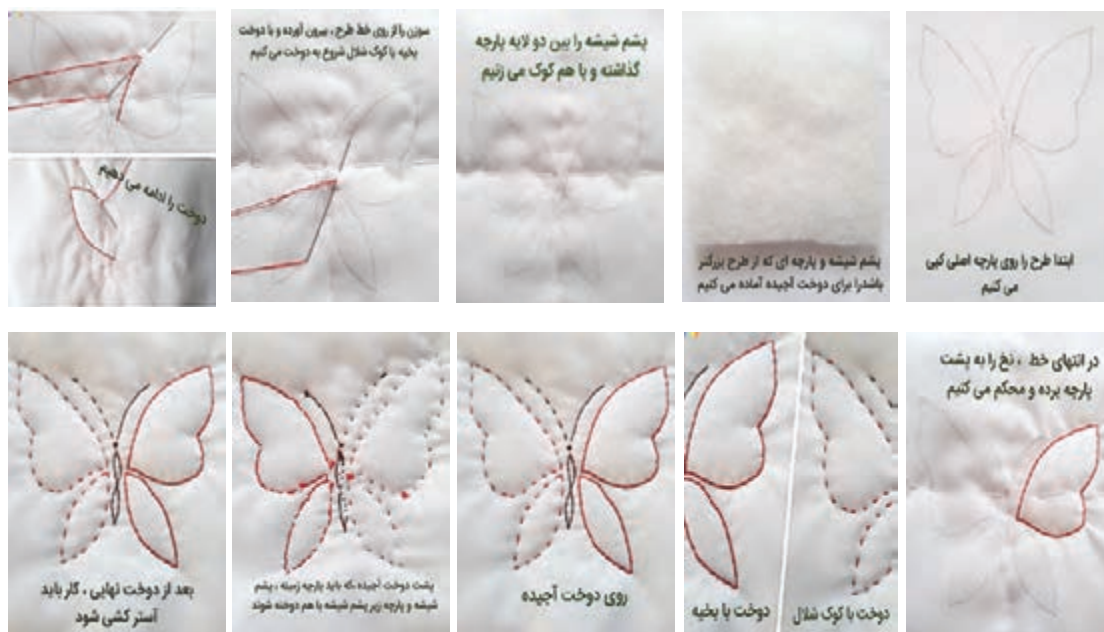 ابتدا طرح را روی پارچه اصلی کپی
می کنیم
پشم شیشه و پارچه ای که از طرح بزرگتر
باشدرا برای دوخت آجیده آماده می کنیم
پشم شیشه را بین دو لایه پارچه
گذاشته و با هم کوک می زنیم
سوزن را از روی خط طرح ، بیرون آورده و با دوخت
بخیه یا کوک شلال شروع به دوخت می کنیم
دوخت را ادامه می دهیم
در انتهای خط ، نخ را به پشت
پارچه برده و محکم می کنیم
دوخت با کوک شلال
دوخت با بخیه
روی دوخت آجیده
پشت دوخت آجیده ،که باید پارچه زمینه ، پشم
شیشه و پارچه زیر پشم شیشه با هم دوخته شوند
بعد از دوخت نهایی ، کار باید
آستر کشی شود